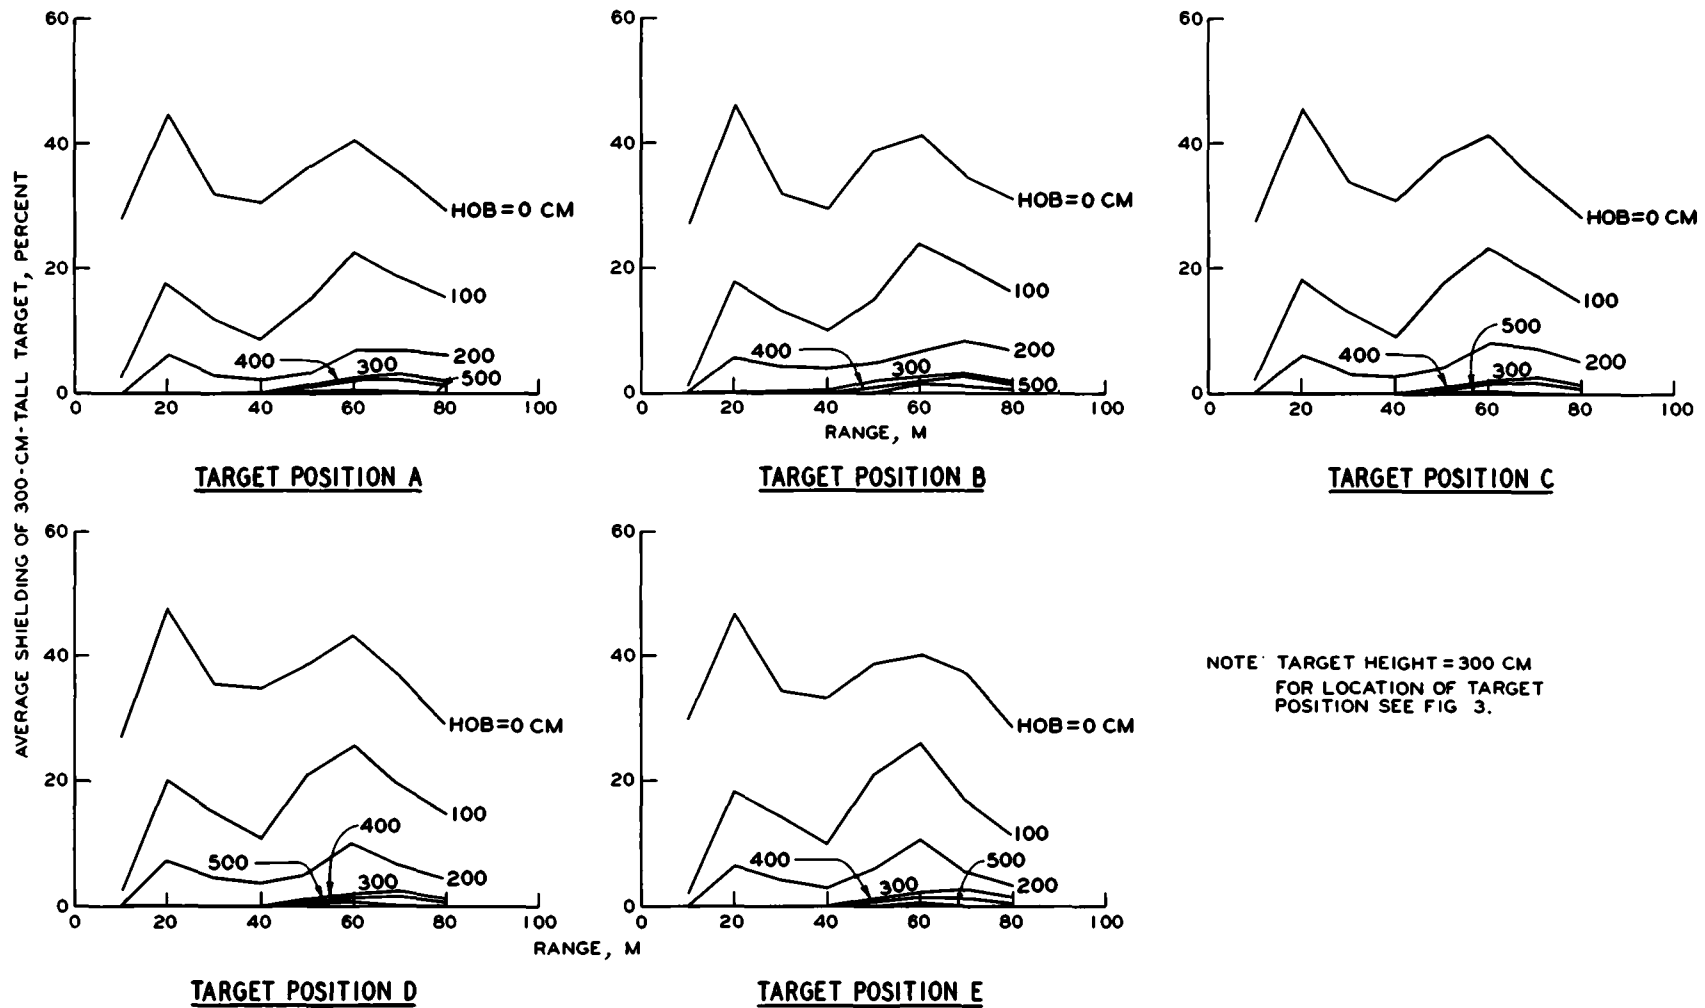 AVERAGE SHIELDING OF 300-CM-TALL TARGET, PERCENT
60
40
20
0
HOB=0 CM
100
200
400
300
500
0 20 40 60 80 100
TARGET POSITION A
60
40
20
0
HOB=0 CM
100
200
400
300
500
0 20 40 60 80 100
RANGE, M
TARGET POSITION B
60
40
20
0
HOB=0 CM
100
500
200
400
300
0 20 40 60 80 100
TARGET POSITION C
60
40
20
0
HOB=0 CM
100
400
500
300
200
0 20 40 60 80 100
RANGE, M
TARGET POSITION D
60
40
20
0
HOB=0 CM
100
400
500
300
200
0 20 40 60 80 100
TARGET POSITION E
NOTE TARGET HEIGHT = 300 CM
FOR LOCATION OF TARGET
POSITION SEE FIG 3.